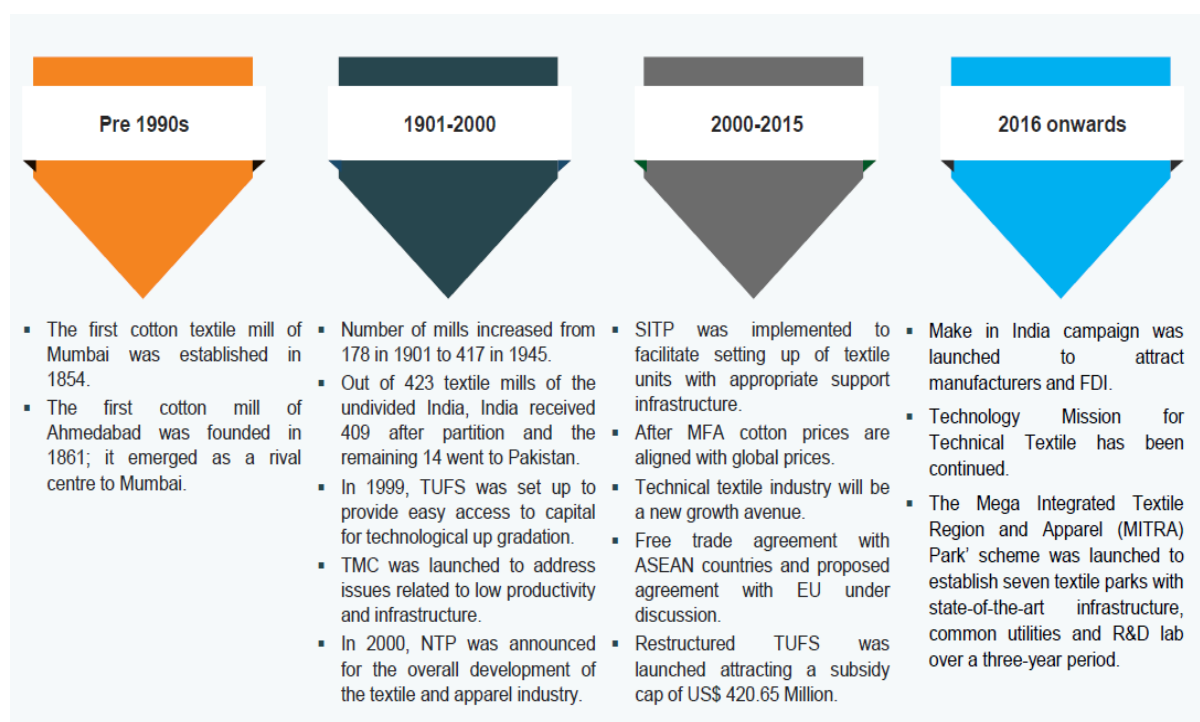 Pre 1990s
▪ The first cotton textile mill of
Mumbai was established in
1854.
▪ The first cotton mill of
Ahmedabad was founded in
1861; it emerged as a rival
centre to Mumbai.
1901-2000
▪ Number of mills increased from
178 in 1901 to 417 in 1945.
▪ Out of 423 textile mills of the
undivided India, India received
409 after partition and the
remaining 14 went to Pakistan.
▪ In 1999, TUFS was set up to
provide easy access to capital
for technological up gradation.
▪ TMC was launched to address
issues related to low productivity
and infrastructure.
▪ In 2000, NTP was announced
for the overall development of
the textile and apparel industry.
2000-2015
▪ SITP was implemented to
facilitate setting up of textile
units with appropriate support
infrastructure.
▪ After MFA cotton prices are
aligned with global prices.
▪ Technical textile industry will be
a new growth avenue.
▪ Free trade agreement with
ASEAN countries and proposed
agreement with EU under
discussion.
▪ Restructured TUFS was
launched attracting a subsidy
cap of US$ 420.65 Million.
2016 onwards
▪ Make in India campaign was
launched to attract
manufacturers and FDI.
▪ Technology Mission for
Technical Textile has been
continued.
▪ The Mega Integrated Textile
Region and Apparel (MITRA)
Park’ scheme was launched to
establish seven textile parks with
state-of-the-art infrastructure,
common utilities and R&D lab
over a three-year period.